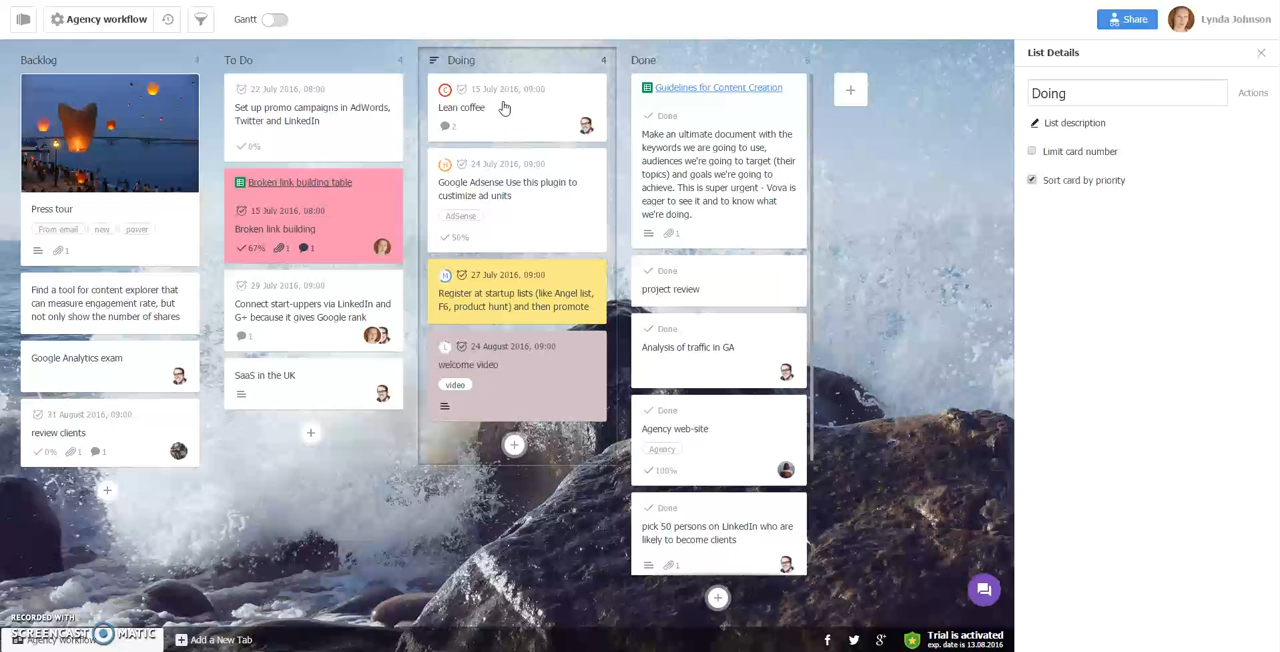 Agency workflow
Gantt
Share
Lynda Johnson
Backlog
Press tour
From email new power
1
Find a tool for content explorer that
can measure engagement rate, but
not only show the number of shares
Google Analytics exam
31 August 2016, 09:00
review clients
0% 1 1
To Do 4
22 July 2016, 08:00
Set up promo campaigns in AdWords,
Twitter and LinkedIn
0%
Broken link building table
15 July 2016, 08:00
Broken link building
67% 1 1
29 July 2016, 09:00
Connect start-uppers via LinkedIn and
G+ because it gives Google rank
1
SaaS in the UK
Doing 4
C 15 July 2016, 09:00
Lean coffee
2
H 24 July 2016, 09:00
Google Adsense Use this plugin to
custimize ad units
AdSense
50%
M 27 July 2016, 09:00
Register at startup lists (like Angel list,
F6, product hunt) and then promote
L 24 August 2016, 09:00
welcome video
video
Done
Guidelines for Content Creation
Done
Make an ultimate document with the
keywords we are going to use,
audiences we're going to target (their
topics) and goals we're going to
achieve. This is super urgent - Vova is
eager to see it and to know what
we're doing.
1
Done
project review
Done
Analysis of traffic in GA
Done
Agency web-site
Agency
100%
Done
pick 50 persons on LinkedIn who are
likely to become clients
1
List Details
Doing
Actions
List description
Limit card number
Sort card by priority
RECORDED WITH
SCREENCAST MATIC
Agency workflow
Add a New Tab
Trial is activated
exp. date is 13.08.2016